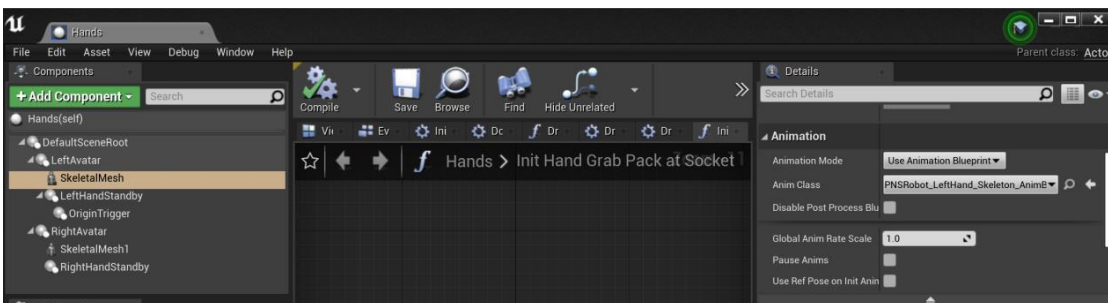 Hands
File Edit Asset View Debug Window Help
Parent class: Acto
Components
+Add Component Search
Hands(self)
DefaultSceneRoot
LeftAvatar
SkeletalMesh
LeftHandStandby
OriginTrigger
RightAvatar
SkeletalMesh1
RightHandStandby
Compile Save Browse Find Hide Unrelated
Vi Ev Ini Dc Dr Dr Dr Ini
Hands > Init Hand Grab Pack at Socket
Details
Search Details
Animation
Animation Mode Use Animation Blueprint
Anim Class PNSRobot_LeftHand_Skeleton_AnimB
Disable Post Process Blu
Global Anim Rate Scale 1.0
Pause Anims
Use Ref Pose on Init Anin